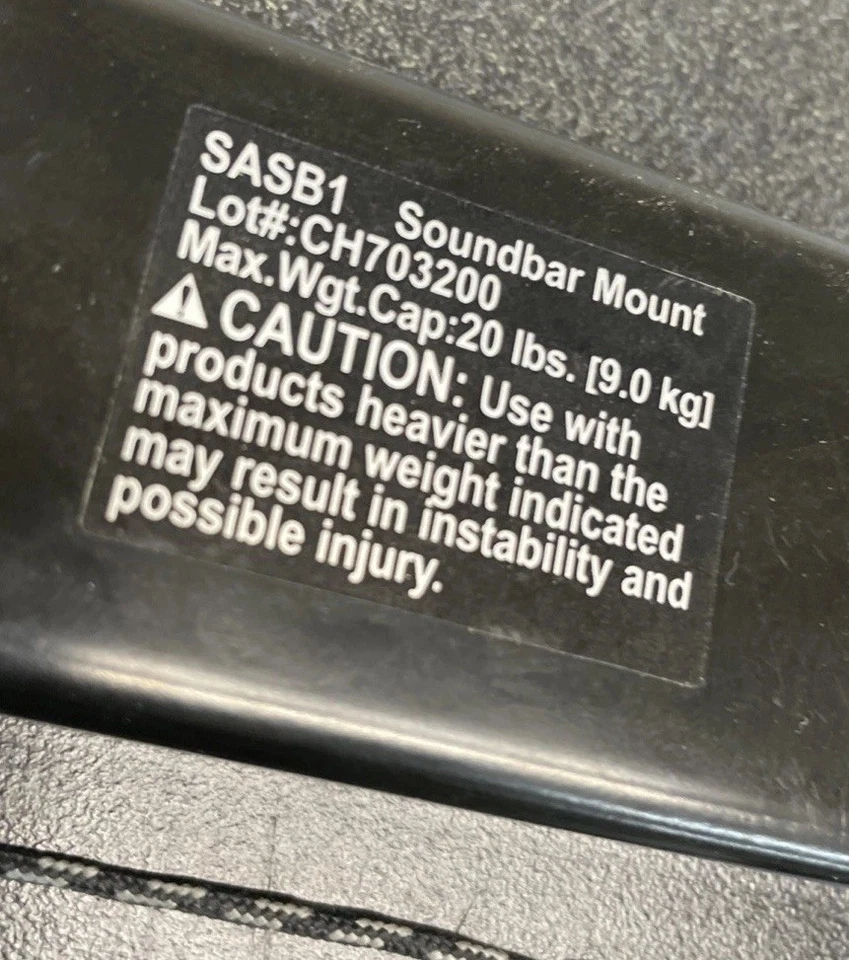 SASB1 Soundbar Mount
Lot#:CH703200
Max.Wgt.Cap:20 lbs. [9.0 kg]
CAUTION: Use with
products heavier than the
maximum weight indicated
may result in instability and
possible injury.